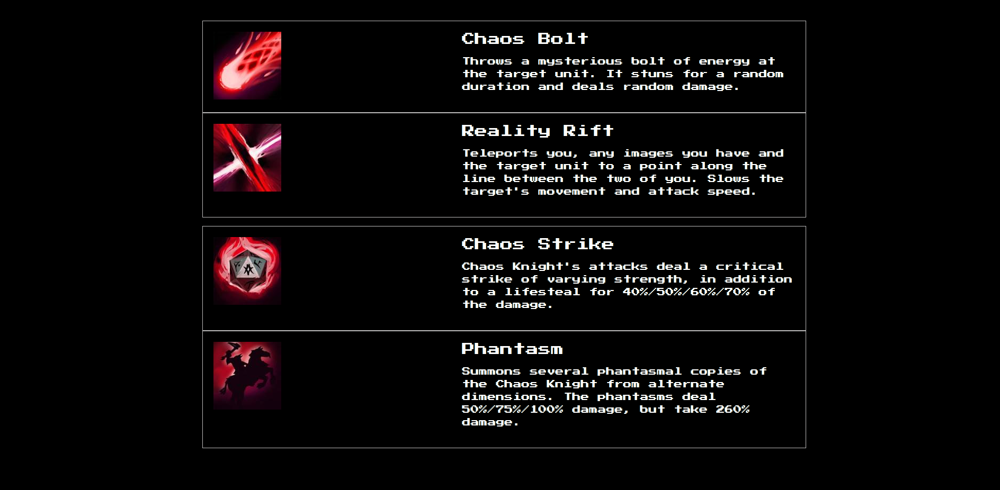 Chaos Bolt
Throws a mysterious bolt of energy at
the target unit. It stuns for a random
duration and deals random damage.
Reality Rift
Teleports you, any images you have and
the target unit to a point along the
line between the two of you. Slows the
target's movement and attack speed.
Chaos Strike
Chaos Knight's attacks deal a critical
strike of varying strength, in addition
to a lifesteal for 40%/50%/60%/70% of
the damage.
Phantasm
Summons several phantasmal copies of
the Chaos Knight from alternate
dimensions. The phantasms deal
50%/75%/100% damage, but take 260%
damage.